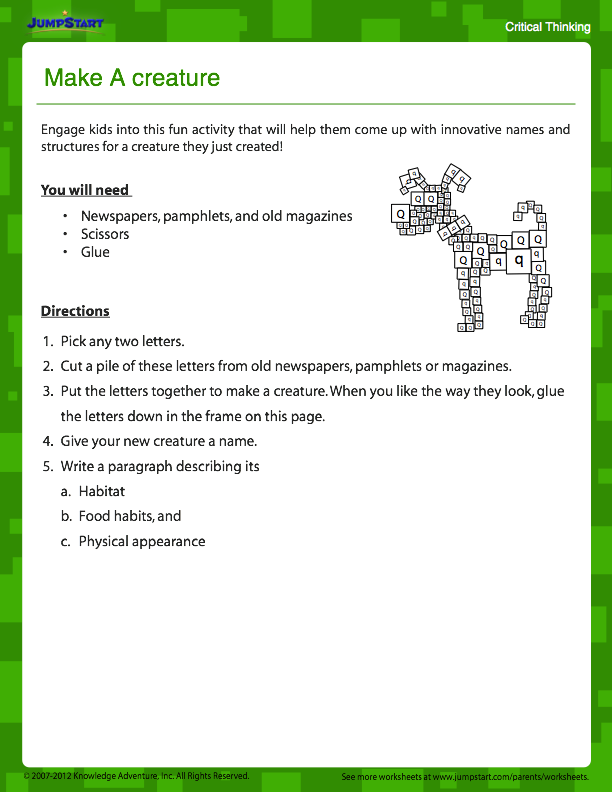 JUMPSTART
Critical Thinking
Make A creature
Engage kids into this fun activity that will help them come up with innovative names and
structures for a creature they just created!
You will need
• Newspapers, pamphlets, and old magazines
• Scissors
• Glue
Directions
1. Pick any two letters.
2. Cut a pile of these letters from old newspapers, pamphlets or magazines.
3. Put the letters together to make a creature. When you like the way they look, glue
the letters down in the frame on this page.
4. Give your new creature a name.
5. Write a paragraph describing its
a. Habitat
b. Food habits, and
c. Physical appearance
© 2007-2012 Knowledge Adventure, Inc. All Rights Reserved.
See more worksheets at www.jumpstart.com/parents/worksheets.